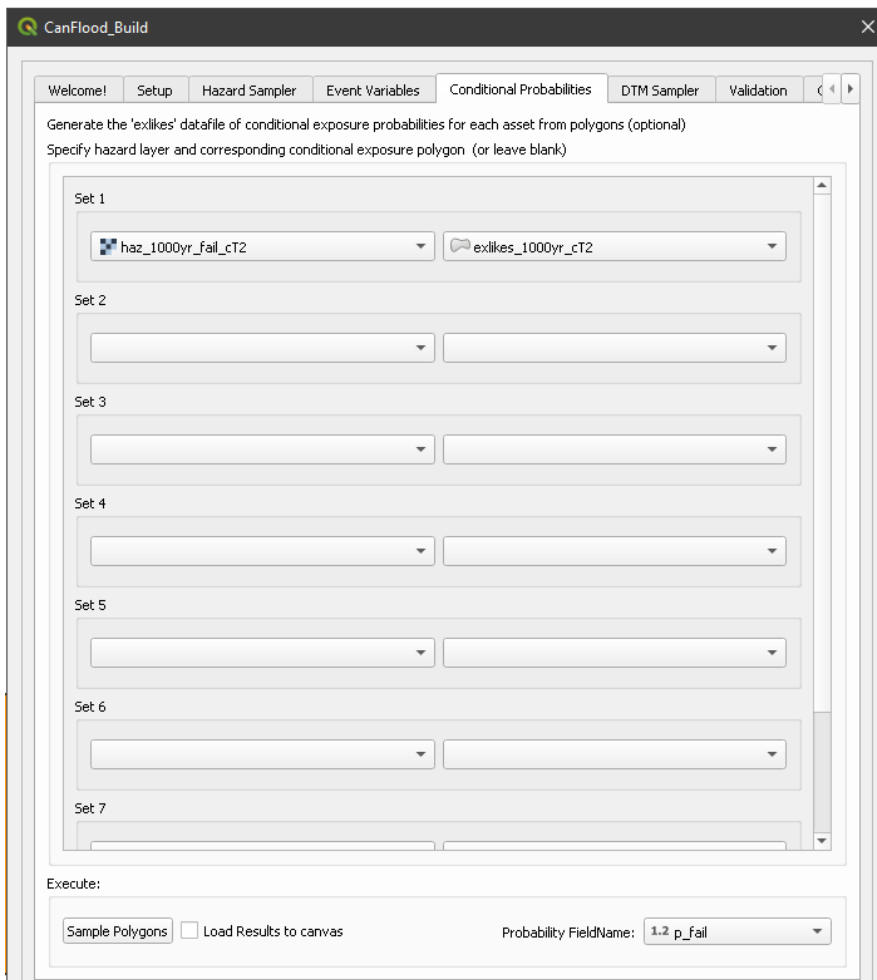 CanFlood_Build
Welcome! Setup Hazard Sampler Event Variables Conditional Probabilities DTM Sampler Validation
Generate the 'exlikes' datafile of conditional exposure probabilities for each asset from polygons (optional)
Specify hazard layer and corresponding conditional exposure polygon (or leave blank)
Set 1
haz_1000yr_fail_cT2 exlikes_1000yr_cT2
Set 2
Set 3
Set 4
Set 5
Set 6
Set 7
Execute:
Sample Polygons Load Results to canvas Probability FieldName: 1.2 p_fail